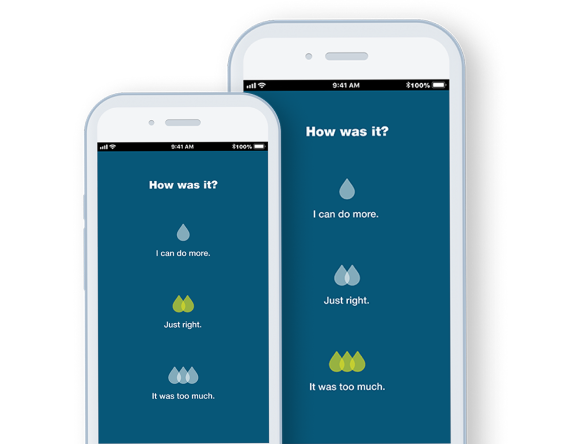 9:41 AM
100%
How was it?
I can do more.
Just right.
It was too much.
9:41 AM
100%
How was it?
I can do more.
Just right.
It was too much.